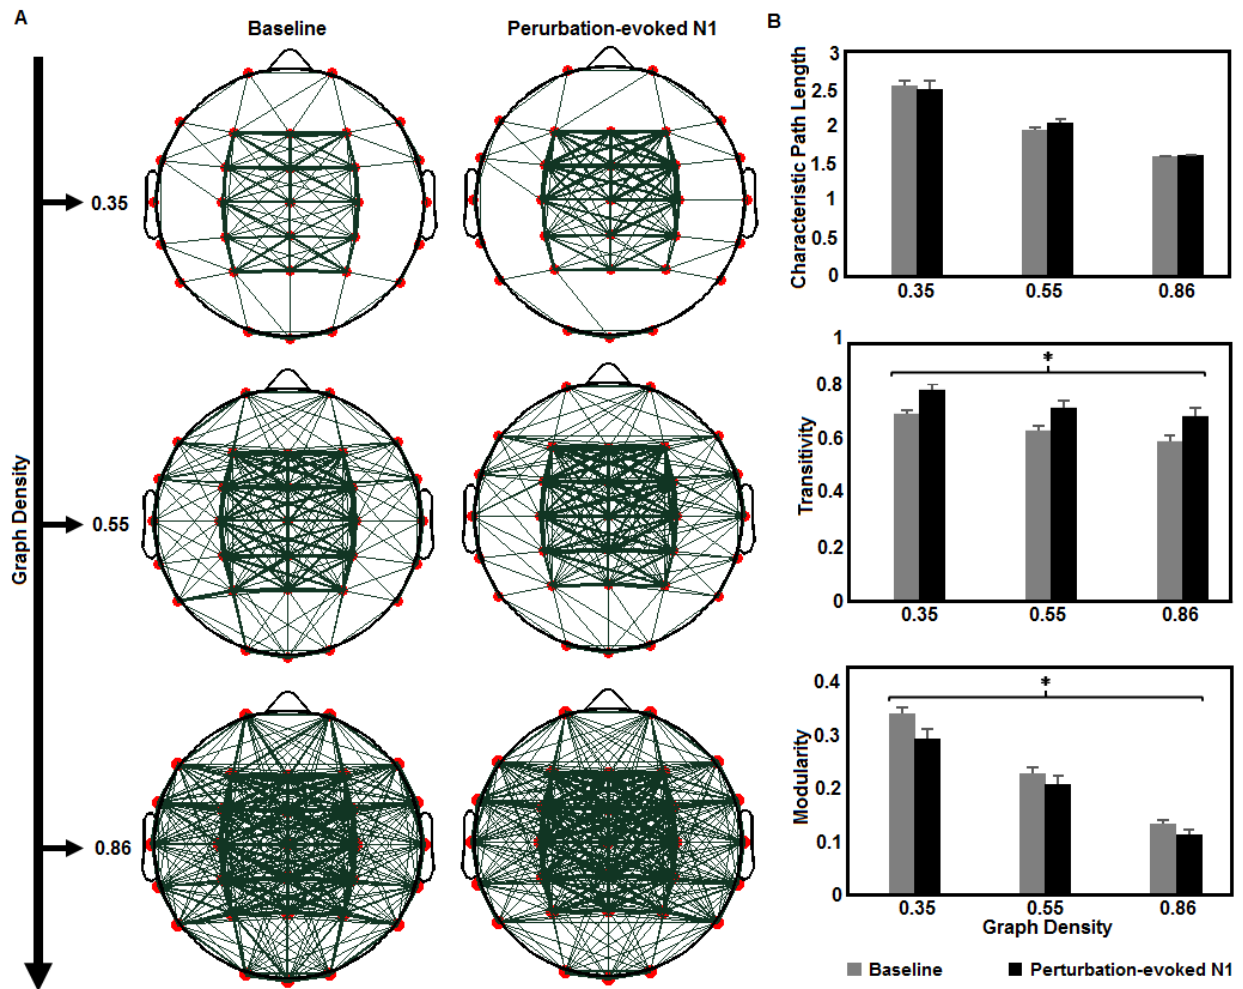 A
Baseline
Perurbation-evoked N1
Graph Density
0.35
0.55
0.86
B
Characteristic Path Length
3
2.5
2
1.5
1
0.5
0
0.35 0.55 0.86
Transitivity
1
0.8
0.6
0.4
0.2
0
*
0.35 0.55 0.86
Modularity
0.4
0.3
0.2
0.1
0
*
0.35 0.55 0.86
Graph Density
Baseline
Perturbation-evoked N1